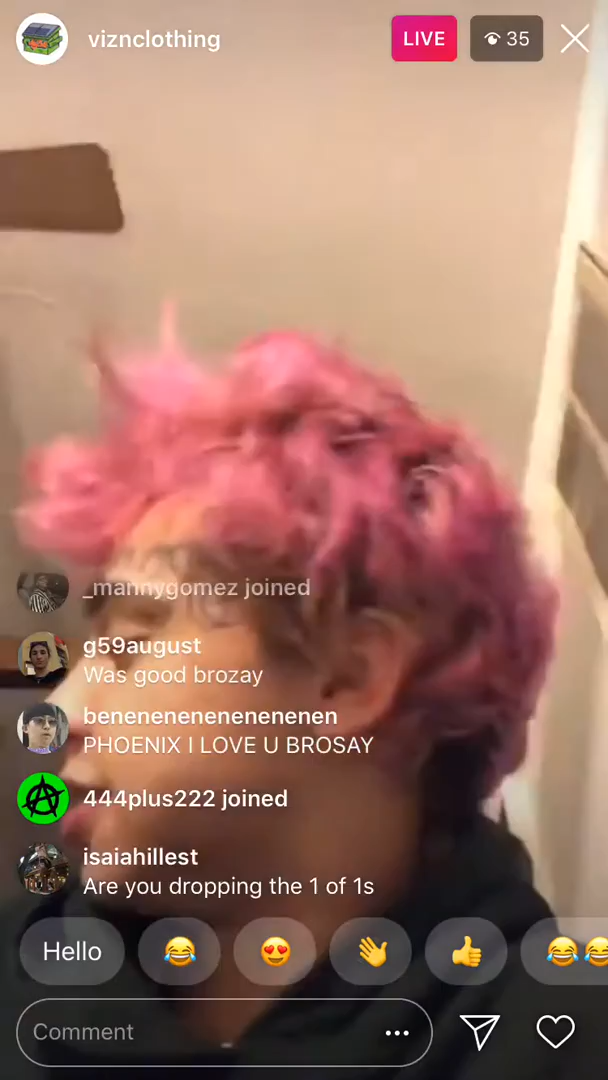 viznclothing
LIVE
35
_mannygomez joined
g59august
Was good brozay
benenenenenenenenen
PHOENIX I LOVE U BROSAY
444plus222 joined
isaiahillest
Are you dropping the 1 of 1s
Hello
Comment